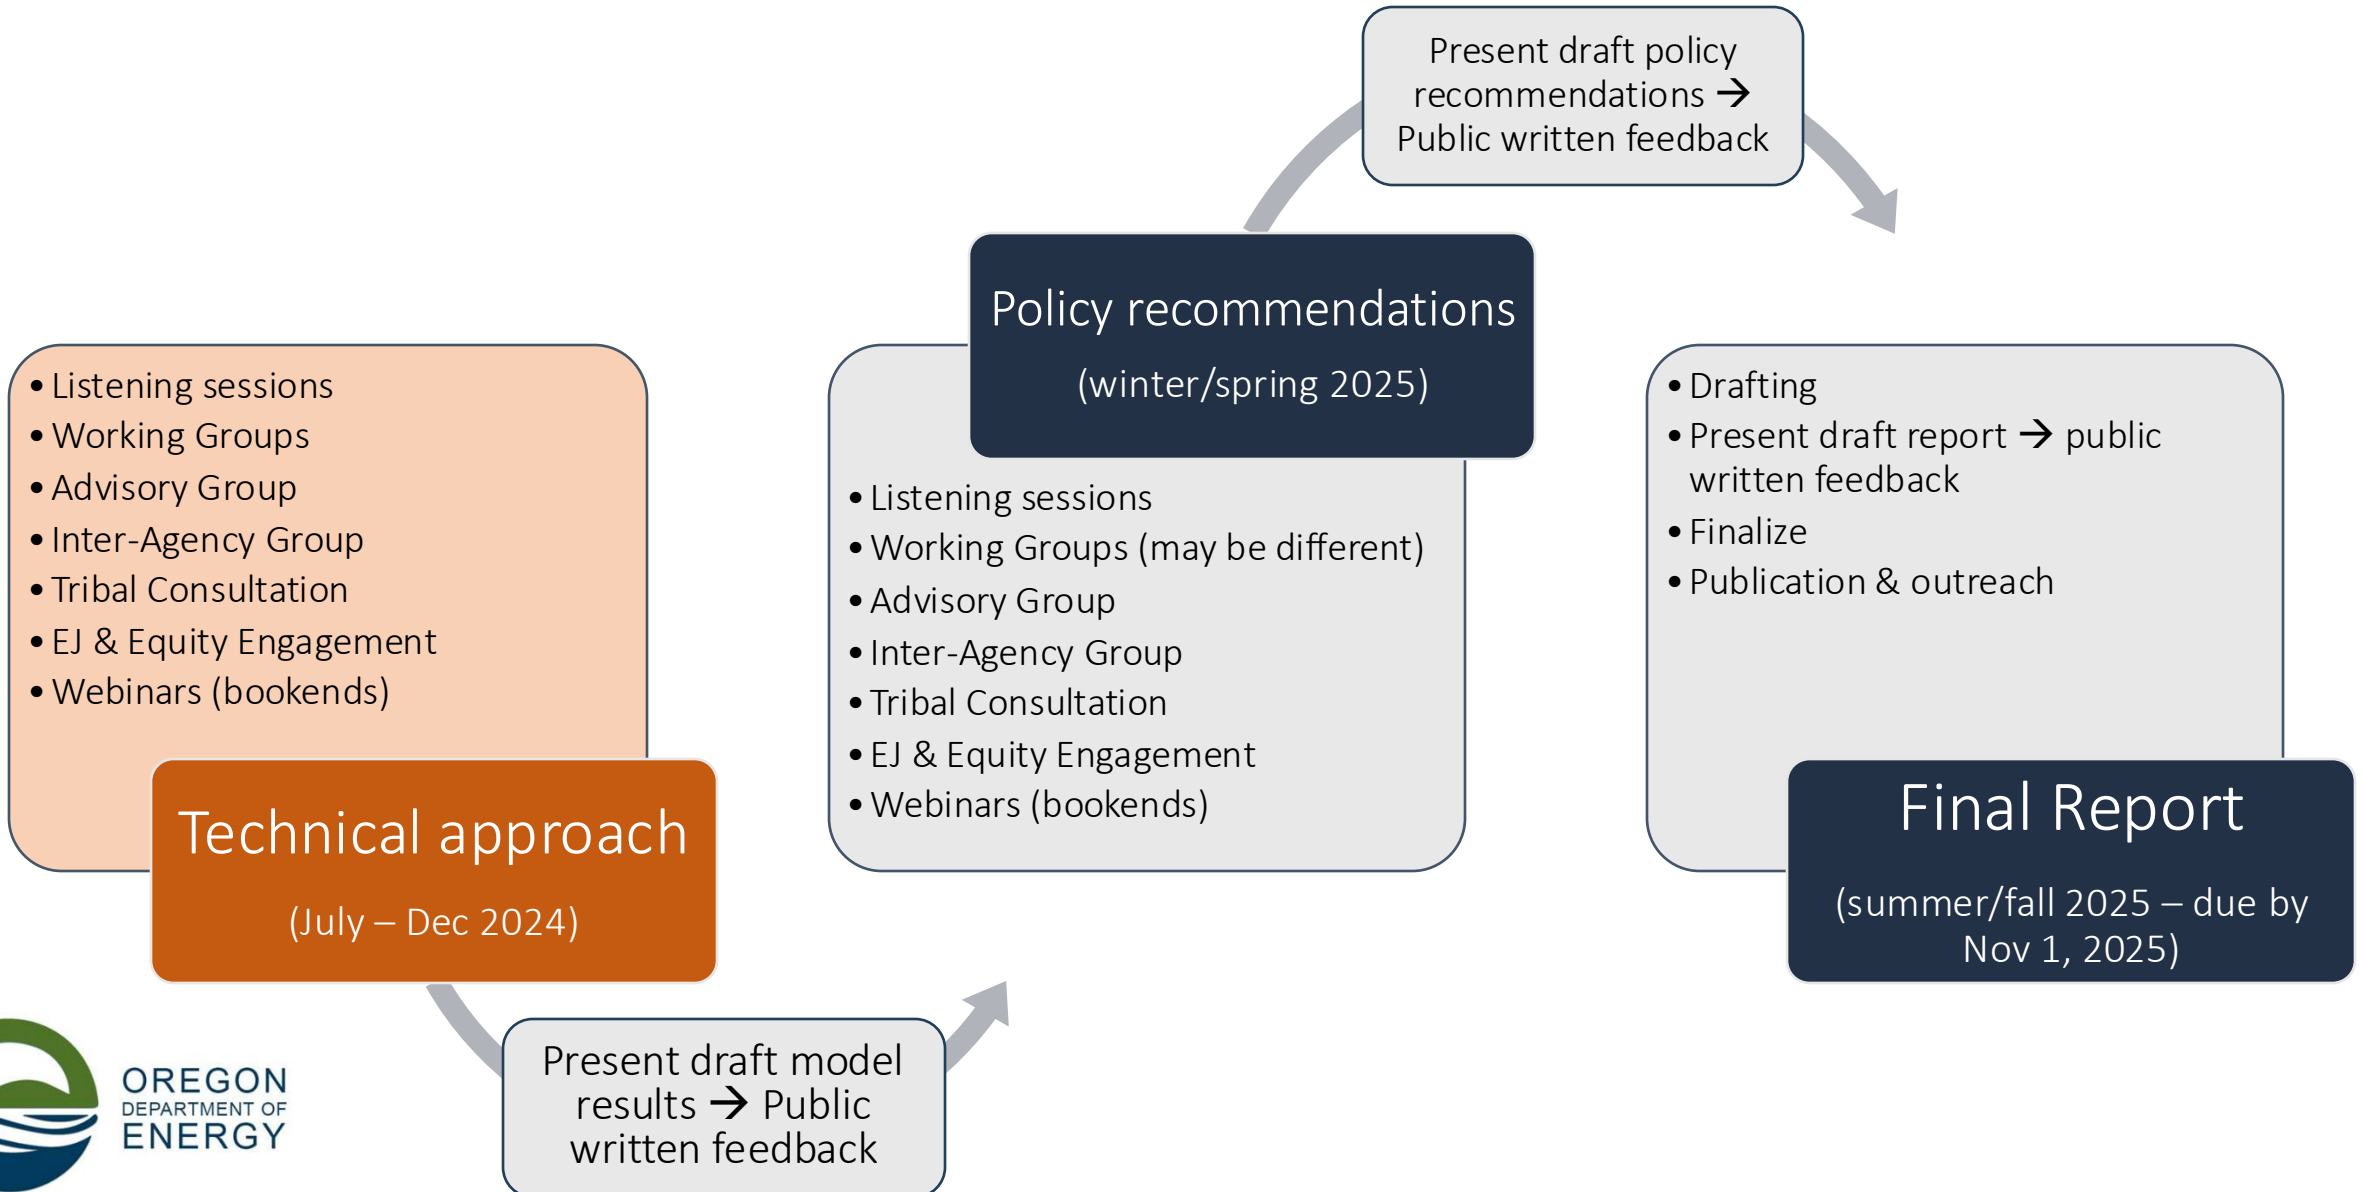 • Listening sessions
• Working Groups
• Advisory Group
• Inter-Agency Group
• Tribal Consultation
• EJ & Equity Engagement
• Webinars (bookends)
Technical approach
(July – Dec 2024)
Present draft model
results → Public
written feedback
Policy recommendations
(winter/spring 2025)
• Listening sessions
• Working Groups (may be different)
• Advisory Group
• Inter-Agency Group
• Tribal Consultation
• EJ & Equity Engagement
• Webinars (bookends)
Present draft policy
recommendations →
Public written feedback
• Drafting
• Present draft report → public
written feedback
• Finalize
• Publication & outreach
Final Report
(summer/fall 2025 – due by
Nov 1, 2025)
OREGON
DEPARTMENT OF
ENERGY